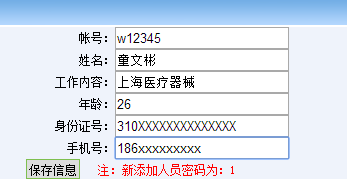 帐号: w12345
姓名: 童文彬
工作内容: 上海医疗器械
年龄: 26
身份证号: 310XXXXXXXXXXXXXX
手机号: 186xxxxxxxxx
保存信息 注：新添加人员密码为：1